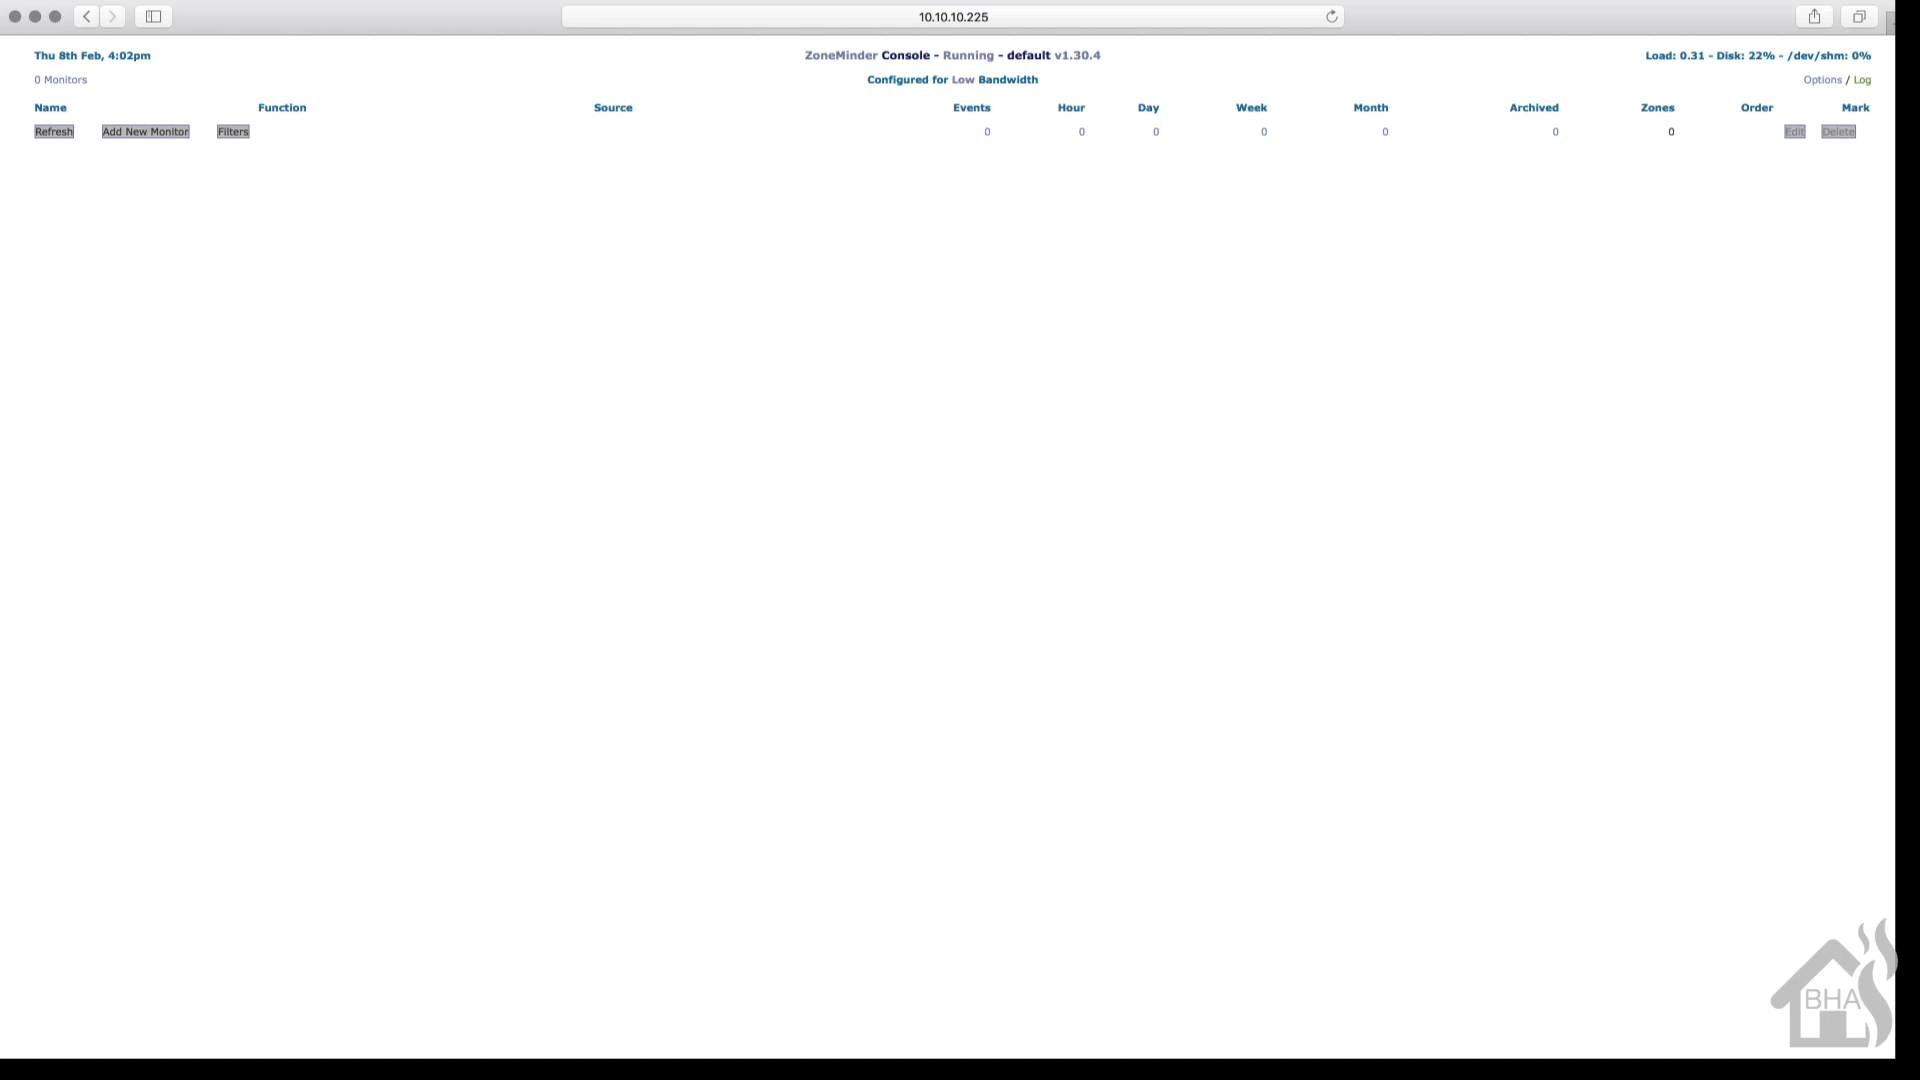 10.10.10.225
Thu 8th Feb, 4:02pm ZoneMinder Console - Running - default v1.30.4 Load: 0.31 - Disk: 22% - /dev/shm: 0%
0 Monitors Configured for Low Bandwidth Options / Log
Name Function Source Events Hour Day Week Month Archived Zones Order Mark
Refresh Add New Monitor Filters 0 0 0 0 0 0 0 Edit Delete
BHA